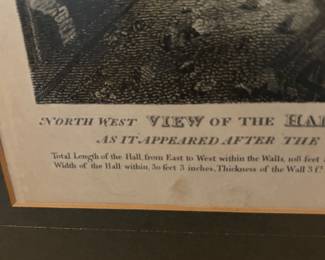 NORTH WEST VIEW OF THE HAL
AS IT APPEARED AFTER THE
Total Length of the Hall, from East to West within the Walls, 108 feet
Width of the Hall within, 30 feet 3 inches, Thickness of the Wall 3 f